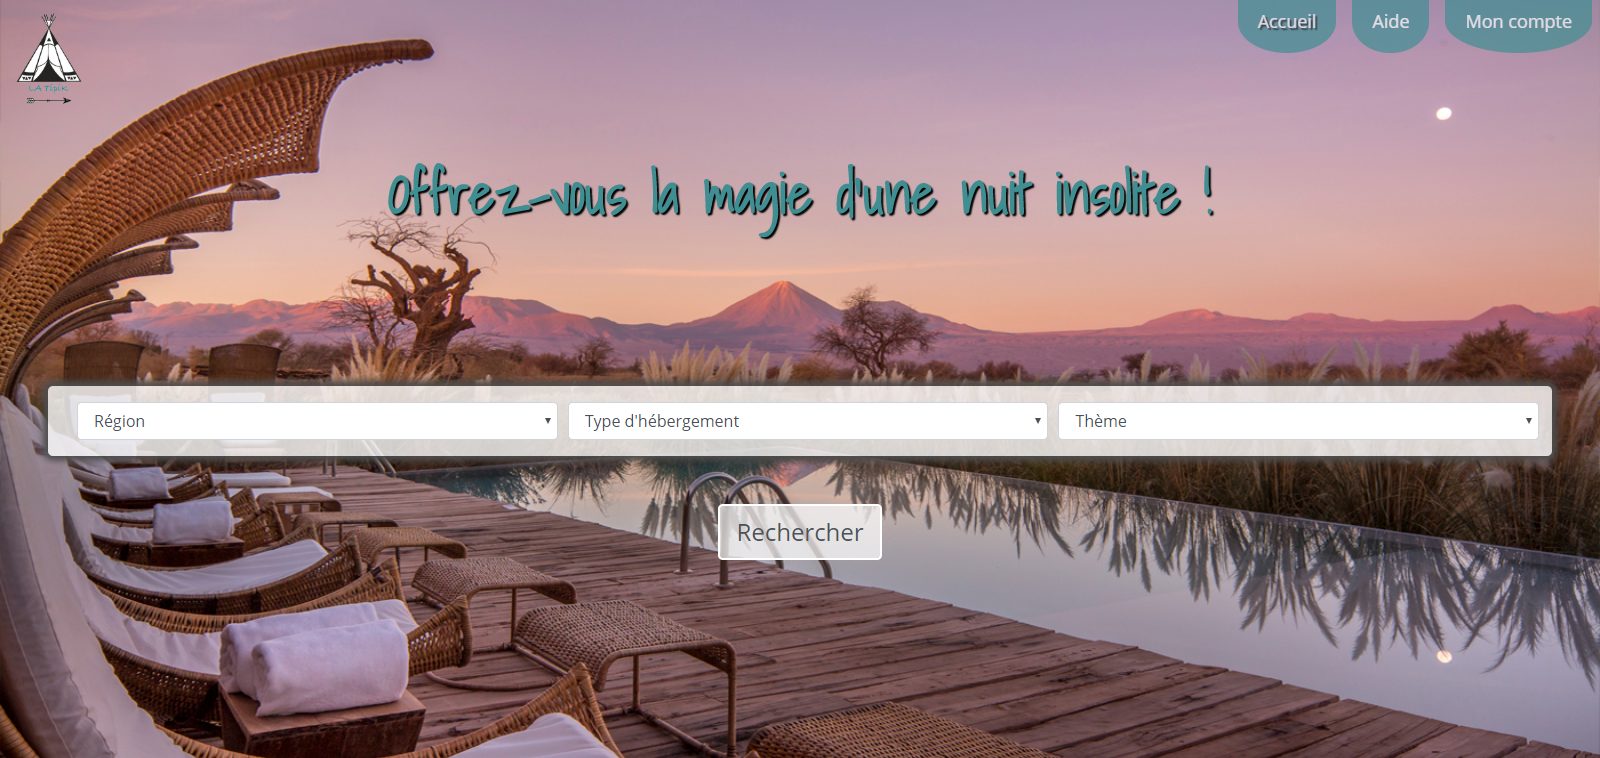 Accueil
Aide
Mon compte
LA TipiK
Offrez-vous la magie d'une nuit insolite !
Région
Type d'hébergement
Thème
Rechercher